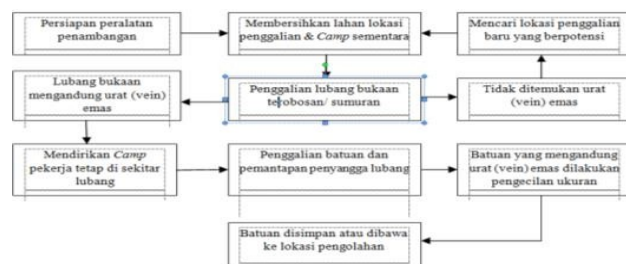 Persiapan peralatan
penambangan
Membersihkan lahan lokasi
penggalian & Camp sementara
Mencari lokasi penggalian
baru yang berpotensi
Lubang bukaan
mengandung urat (vein)
emas
Penggalian lubang bukaan
terobosan/ sumuran
Tidak ditemukan urat
(vein) emas
Mendirikan Camp
pekerja tetap di sekitar
lubang
Penggalian batuan dan
pemantapan penyangga lubang
Batuan yang mengandung
urat (vein) emas dilakukan
pengecilan ukuran
Batuan disimpan atau dibawa
ke lokasi pengolahan